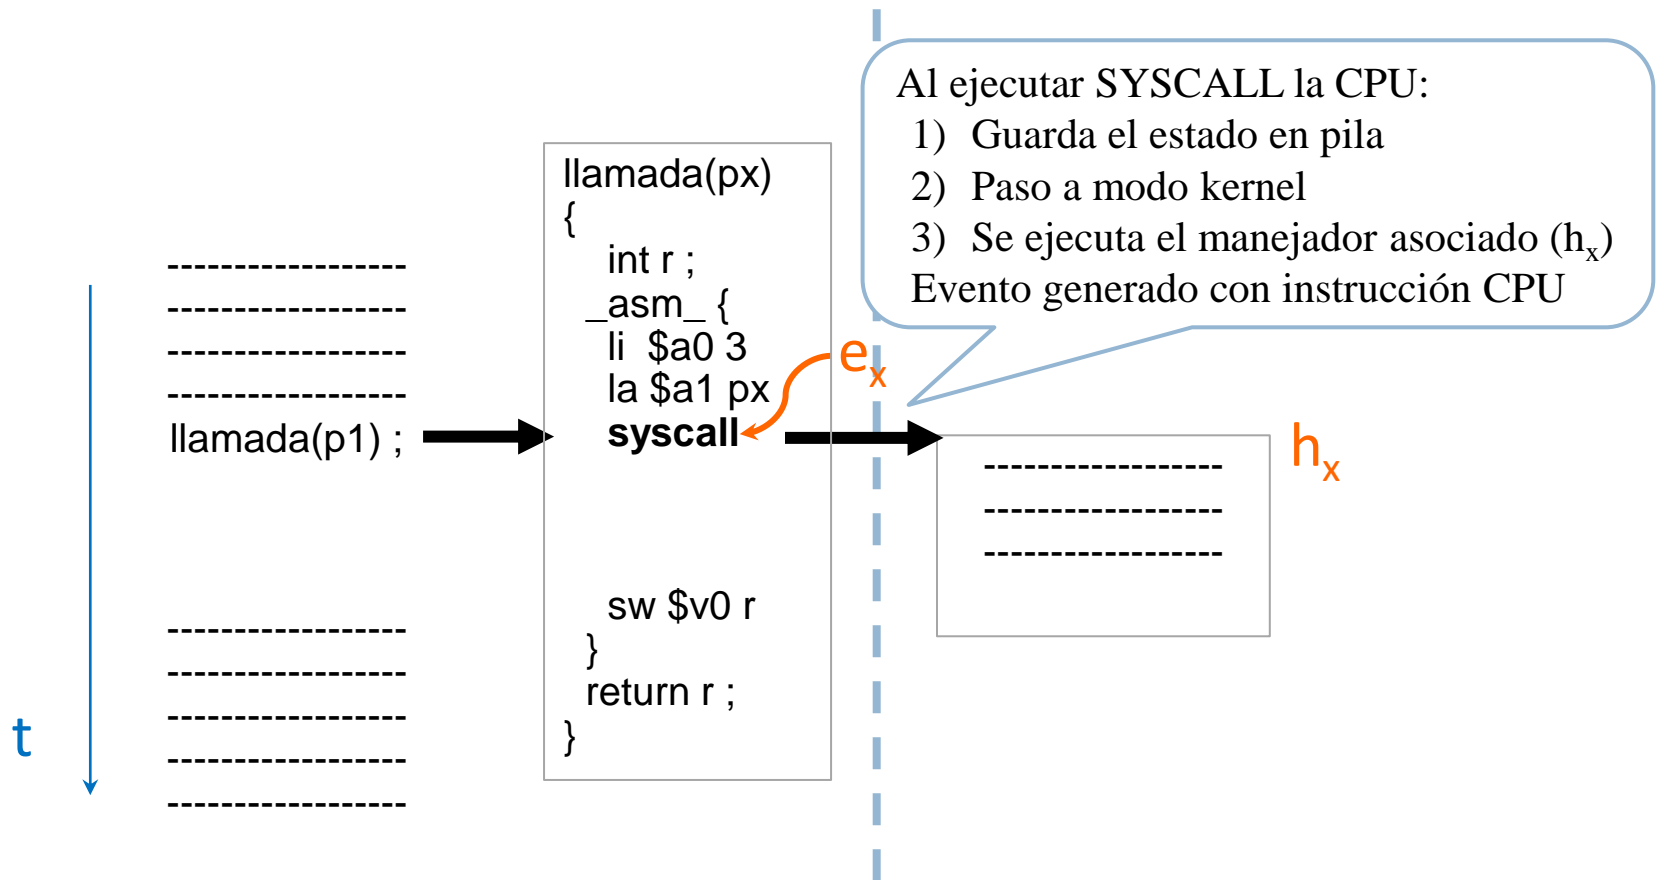 Al ejecutar SYSCALL la CPU:
1) Guarda el estado en pila
2) Paso a modo kernel
3) Se ejecuta el manejador asociado (hx)
Evento generado con instrucción CPU
------------------
------------------
------------------
------------------
llamada(p1) ;
------------------
------------------
------------------
------------------
------------------
t
llamada(px)
{
int r ;
_asm_ {
li $a0 3
la $a1 px
syscall
sw $v0 r
}
return r ;
}
ex
hx
------------------
------------------
------------------